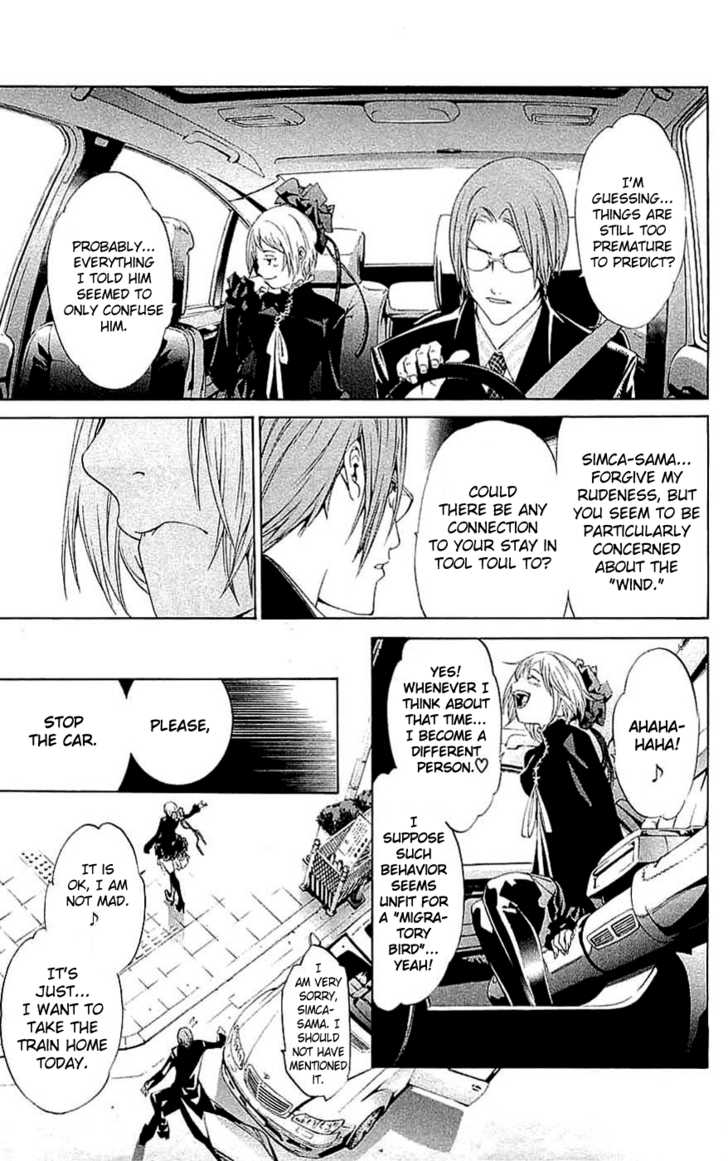 I'M
GUESSING...
THINGS ARE
STILL TOO
PREMATURE
TO PREDICT?
PROBABLY...
EVERYTHING
I TOLD HIM
SEEMED TO
ONLY CONFUSE
HIM.
SIMCA-SAMA...
FORGIVE MY
RUDENESS, BUT
YOU SEEM TO BE
PARTICULARLY
CONCERNED
ABOUT THE
"WIND."
COULD
THERE BE ANY
CONNECTION
TO YOUR STAY IN
TOOL TOUL TO?
AHAHA-
HAHA!
♪
YES!
WHENEVER I
THINK ABOUT
THAT TIME...
I BECOME A
DIFFERENT
PERSON.♡
I
SUPPOSE
SUCH
BEHAVIOR
SEEMS
UNFIT FOR
A "MIGRA-
TORY
BIRD"...
YEAH!
PLEASE,
STOP
THE CAR.
I
AM VERY
SORRY,
SIMCA-
SAMA. I
SHOULD
NOT HAVE
MENTIONED
IT.
IT IS
OK, I AM
NOT MAD.
♪
IT'S
JUST...
I WANT TO
TAKE THE
TRAIN HOME
TODAY.